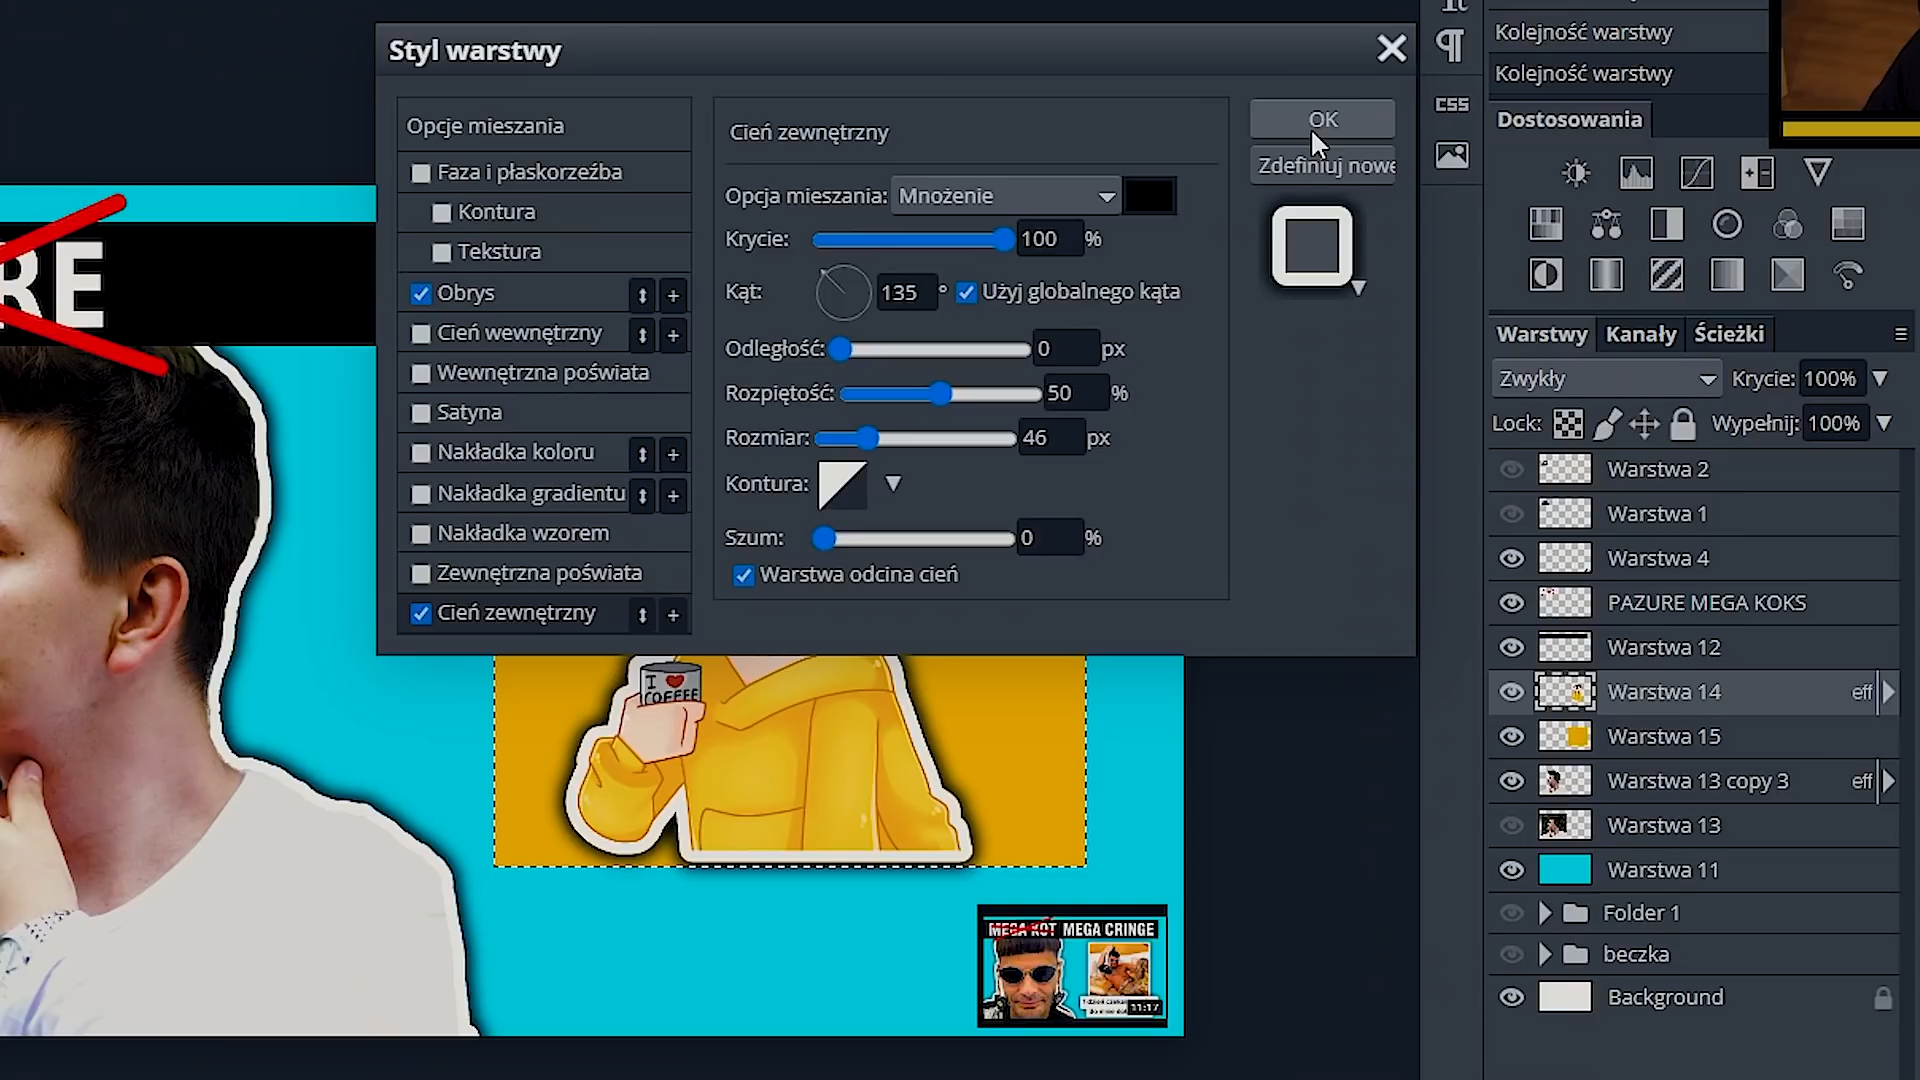 Styl warstwy
Opcje mieszania
Faza i płaskorzeźba
Kontura
Tekstura
Obrys
+
Cień wewnętrzny
+
Wewnętrzna poświata
Satyna
Nakładka koloru
+
Nakładka gradientu
+
Nakładka wzorem
Zewnętrzna poświata
Cień zewnętrzny
+
Cień zewnętrzny
Opcja mieszania: Mnożenie
Krycie: 100 %
Kąt: 135 ° Użyj globalnego kąta
Odległość: 0 px
Rozpiętość: 50 %
Rozmiar: 46 px
Kontura:
Szum: 0 %
Warstwa odcina cień
OK
Zdefiniuj nowe
CSS
Kolejność warstwy
Kolejność warstwy
Dostosowania
Warstwy Kanały Ścieżki
Zwykły Krycie: 100%
Lock: Wypełnij: 100%
Warstwa 2
Warstwa 1
Warstwa 4
PAZURE MEGA KOKS
Warstwa 12
Warstwa 14 eff
Warstwa 15
Warstwa 13 copy 3 eff
Warstwa 13
Warstwa 11
Folder 1
beczka
Background
RE
I
COFFEE
MEGA KOT MEGA CRINGE
11:17